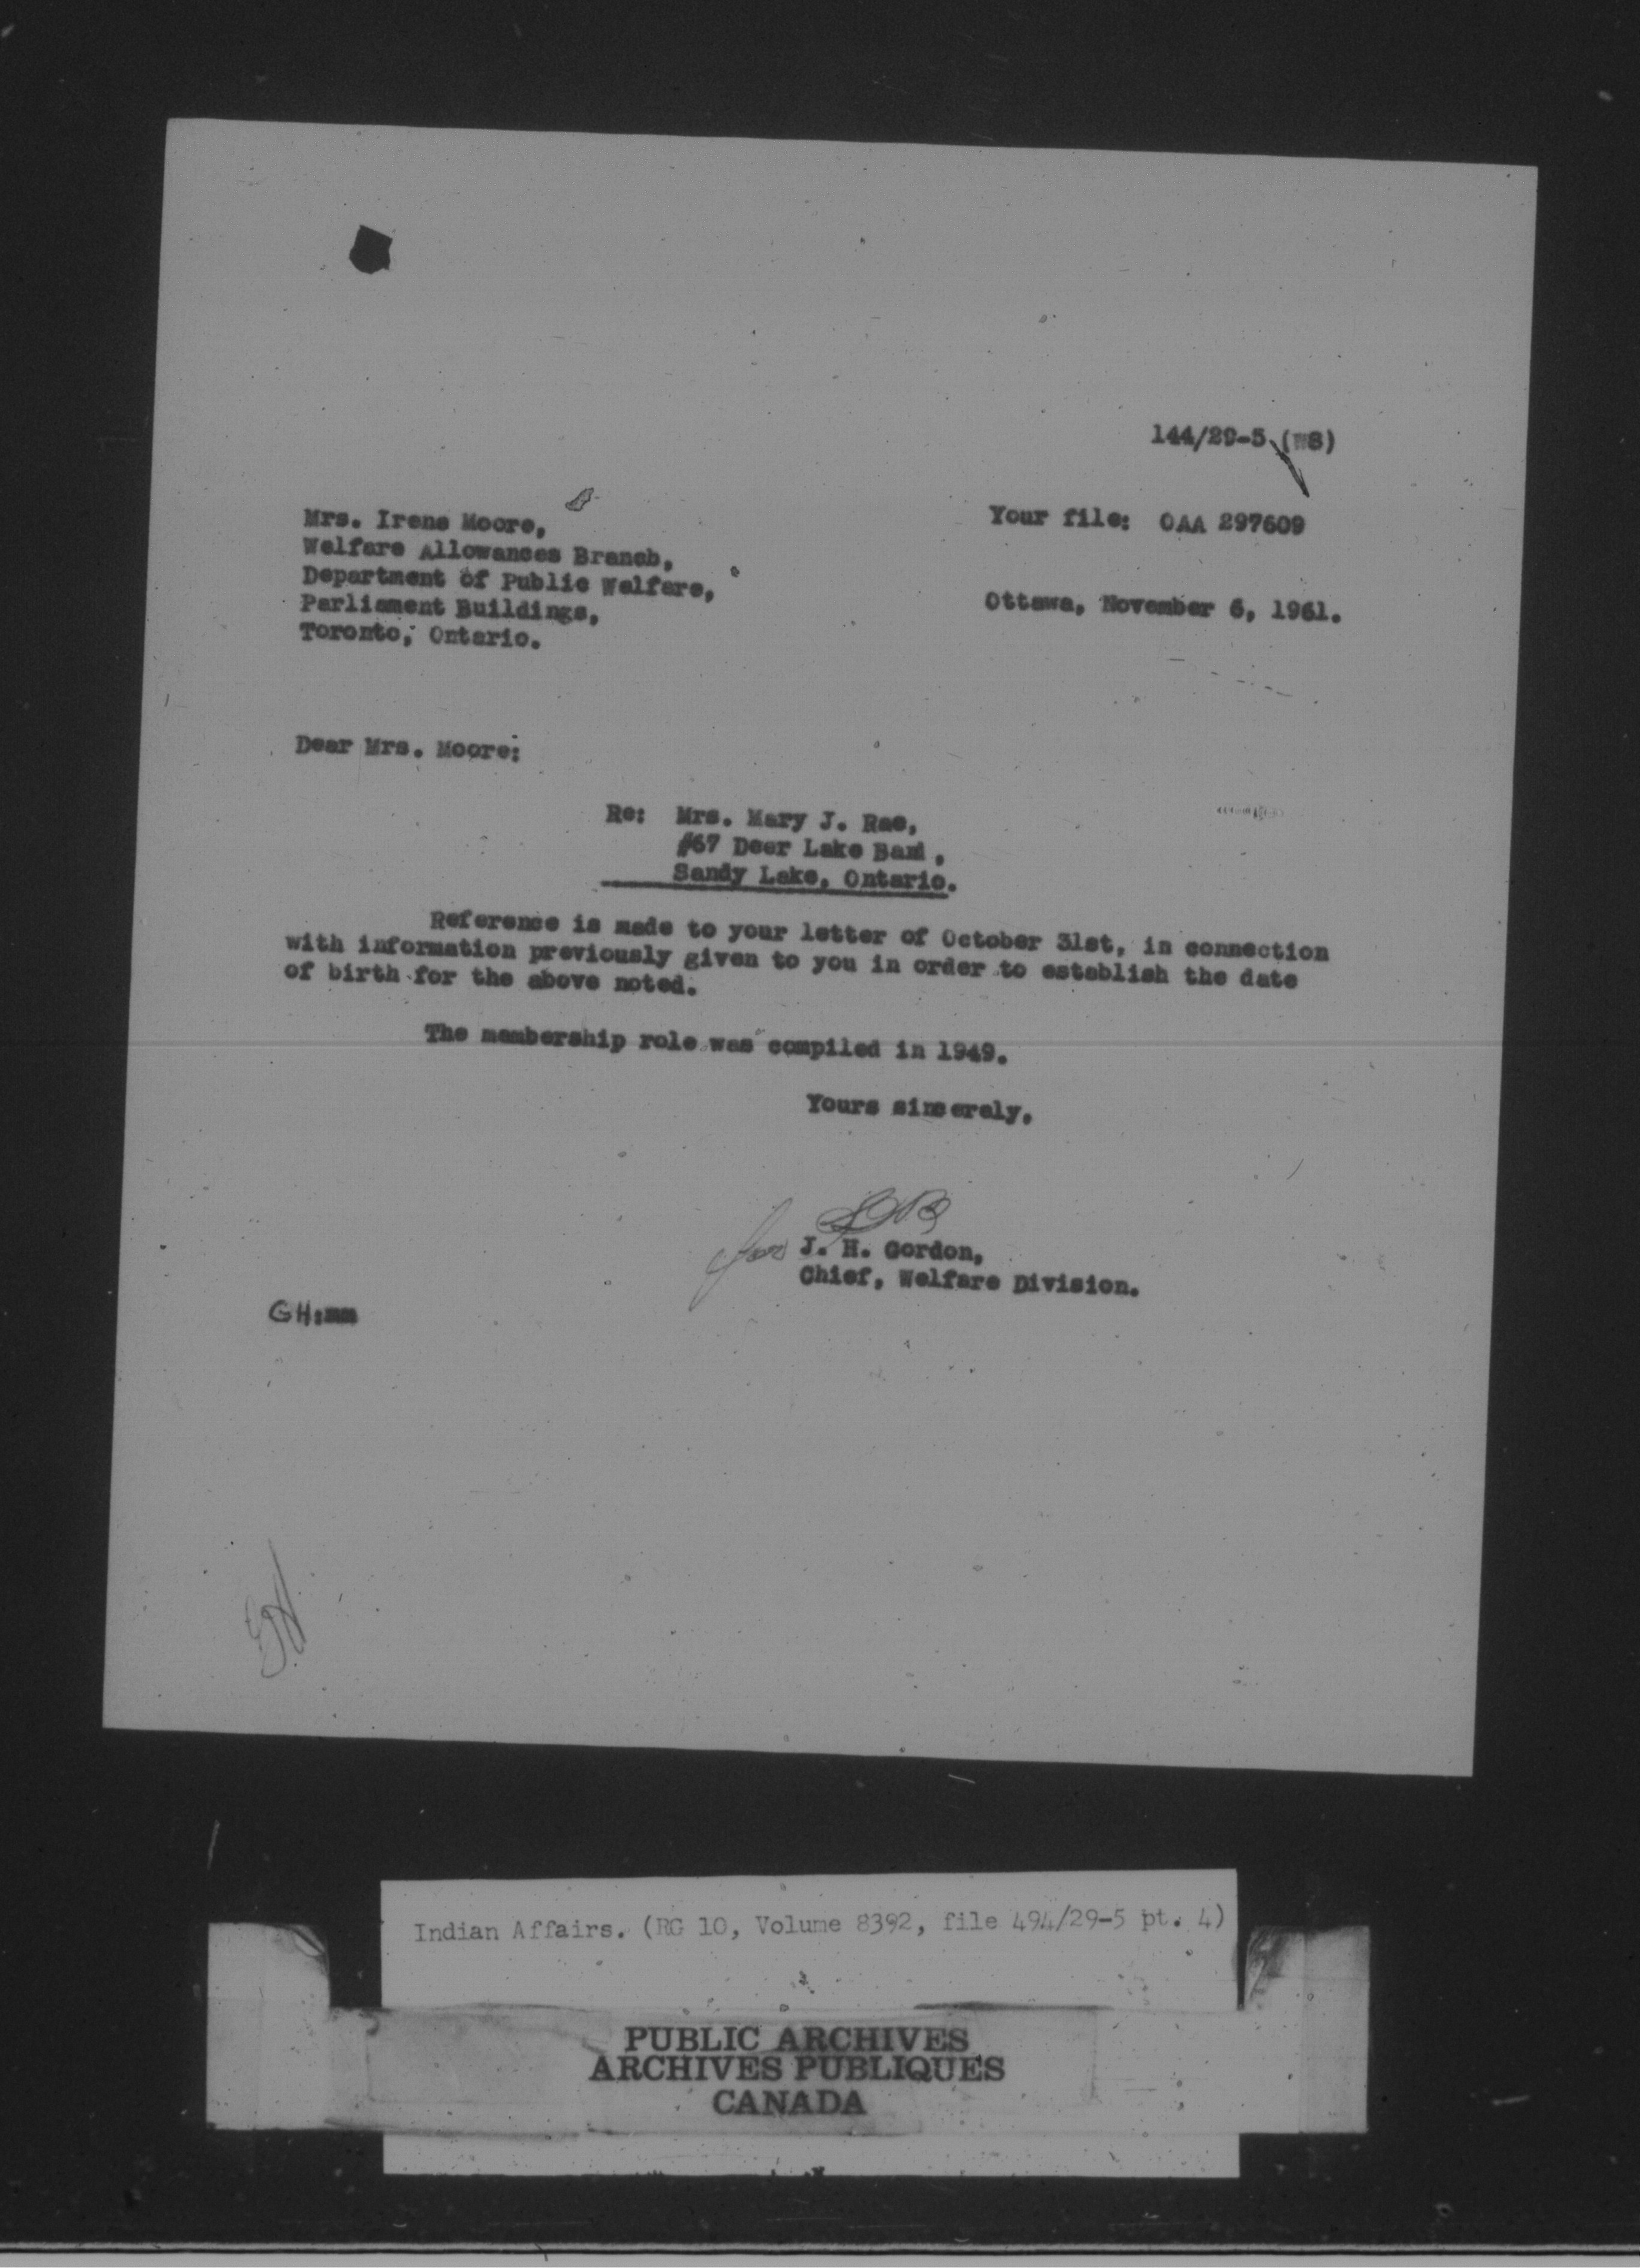 144/29-5 (WS)
Mrs. Irene Moore,
Welfare Allowances Branch,
Department of Public Welfare,
Parliament Buildings,
Toronto, Ontario.
Your file: OAA 297609
Ottawa, November 6, 1961.
Dear Mrs. Moore:
Re: Mrs. Mary J. Rae,
#67 Deer Lake Band,
Sandy Lake, Ontario.
Reference is made to your letter of October 31st, in connection
with information previously given to you in order to establish the date
of birth for the above noted.
The membership role was compiled in 1949.
Yours sincerely,
for
J. H. Gordon,
Chief, Welfare Division.
GH:mm
GH
Indian Affairs. (RG 10, Volume 8392, file 494/29-5 pt. 4)
PUBLIC ARCHIVES
ARCHIVES PUBLIQUES
CANADA